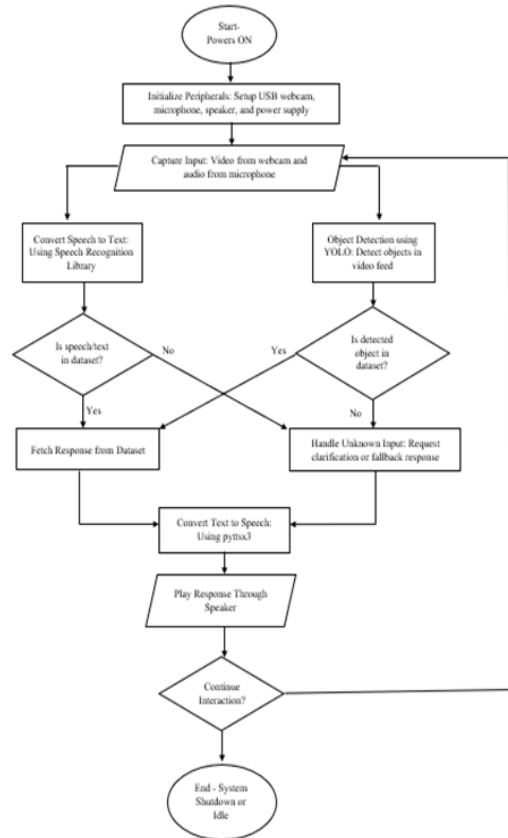 Start-
Powers ON
Initialize Peripherals: Setup USB webcam,
microphone, speaker, and power supply
Capture Input: Video from webcam and
audio from microphone
Convert Speech to Text:
Using Speech Recognition
Library
Object Detection using
YOLO: Detect objects in
video feed
Is speech/text
in dataset?
No
Yes
Is detected
object in
dataset?
Yes
No
Fetch Response from Dataset
Handle Unknown Input: Request
clarification or fallback response
Convert Text to Speech:
Using pyttsx3
Play Response Through
Speaker
Continue
Interaction?
End - System
Shutdown or
Idle